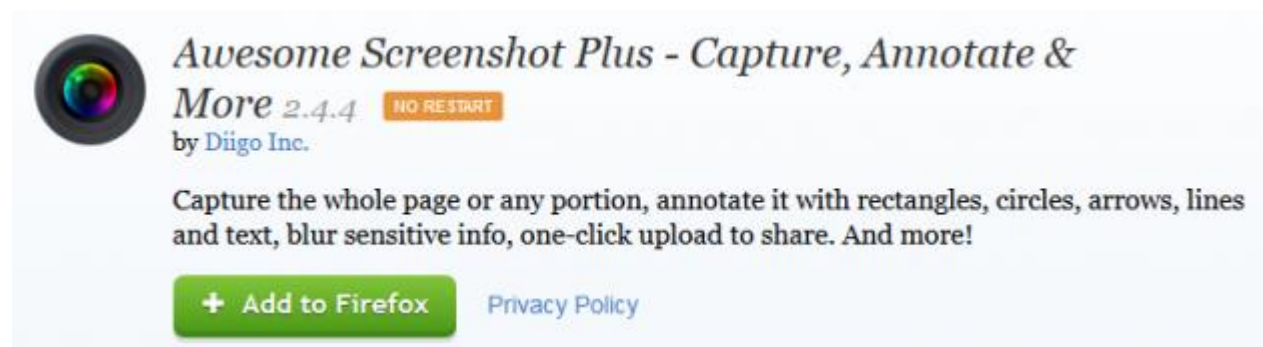 Awesome Screenshot Plus - Capture, Annotate &
More 2.4.4 NO RESTART
by Diigo Inc.
Capture the whole page or any portion, annotate it with rectangles, circles, arrows, lines
and text, blur sensitive info, one-click upload to share. And more!
+ Add to Firefox Privacy Policy